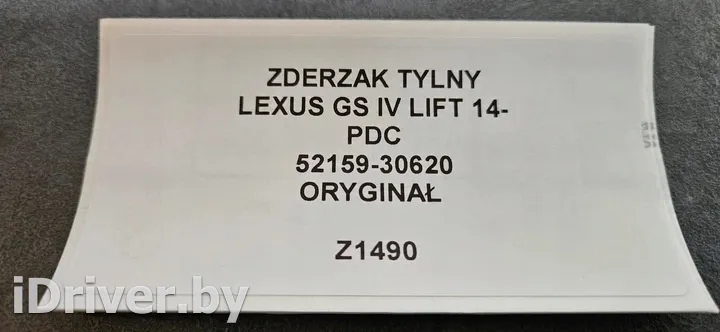 ZDERZAK TYLNY
LEXUS GS IV LIFT 14-
PDC
52159-30620
ORYGINAŁ
Z1490
iDriver.by